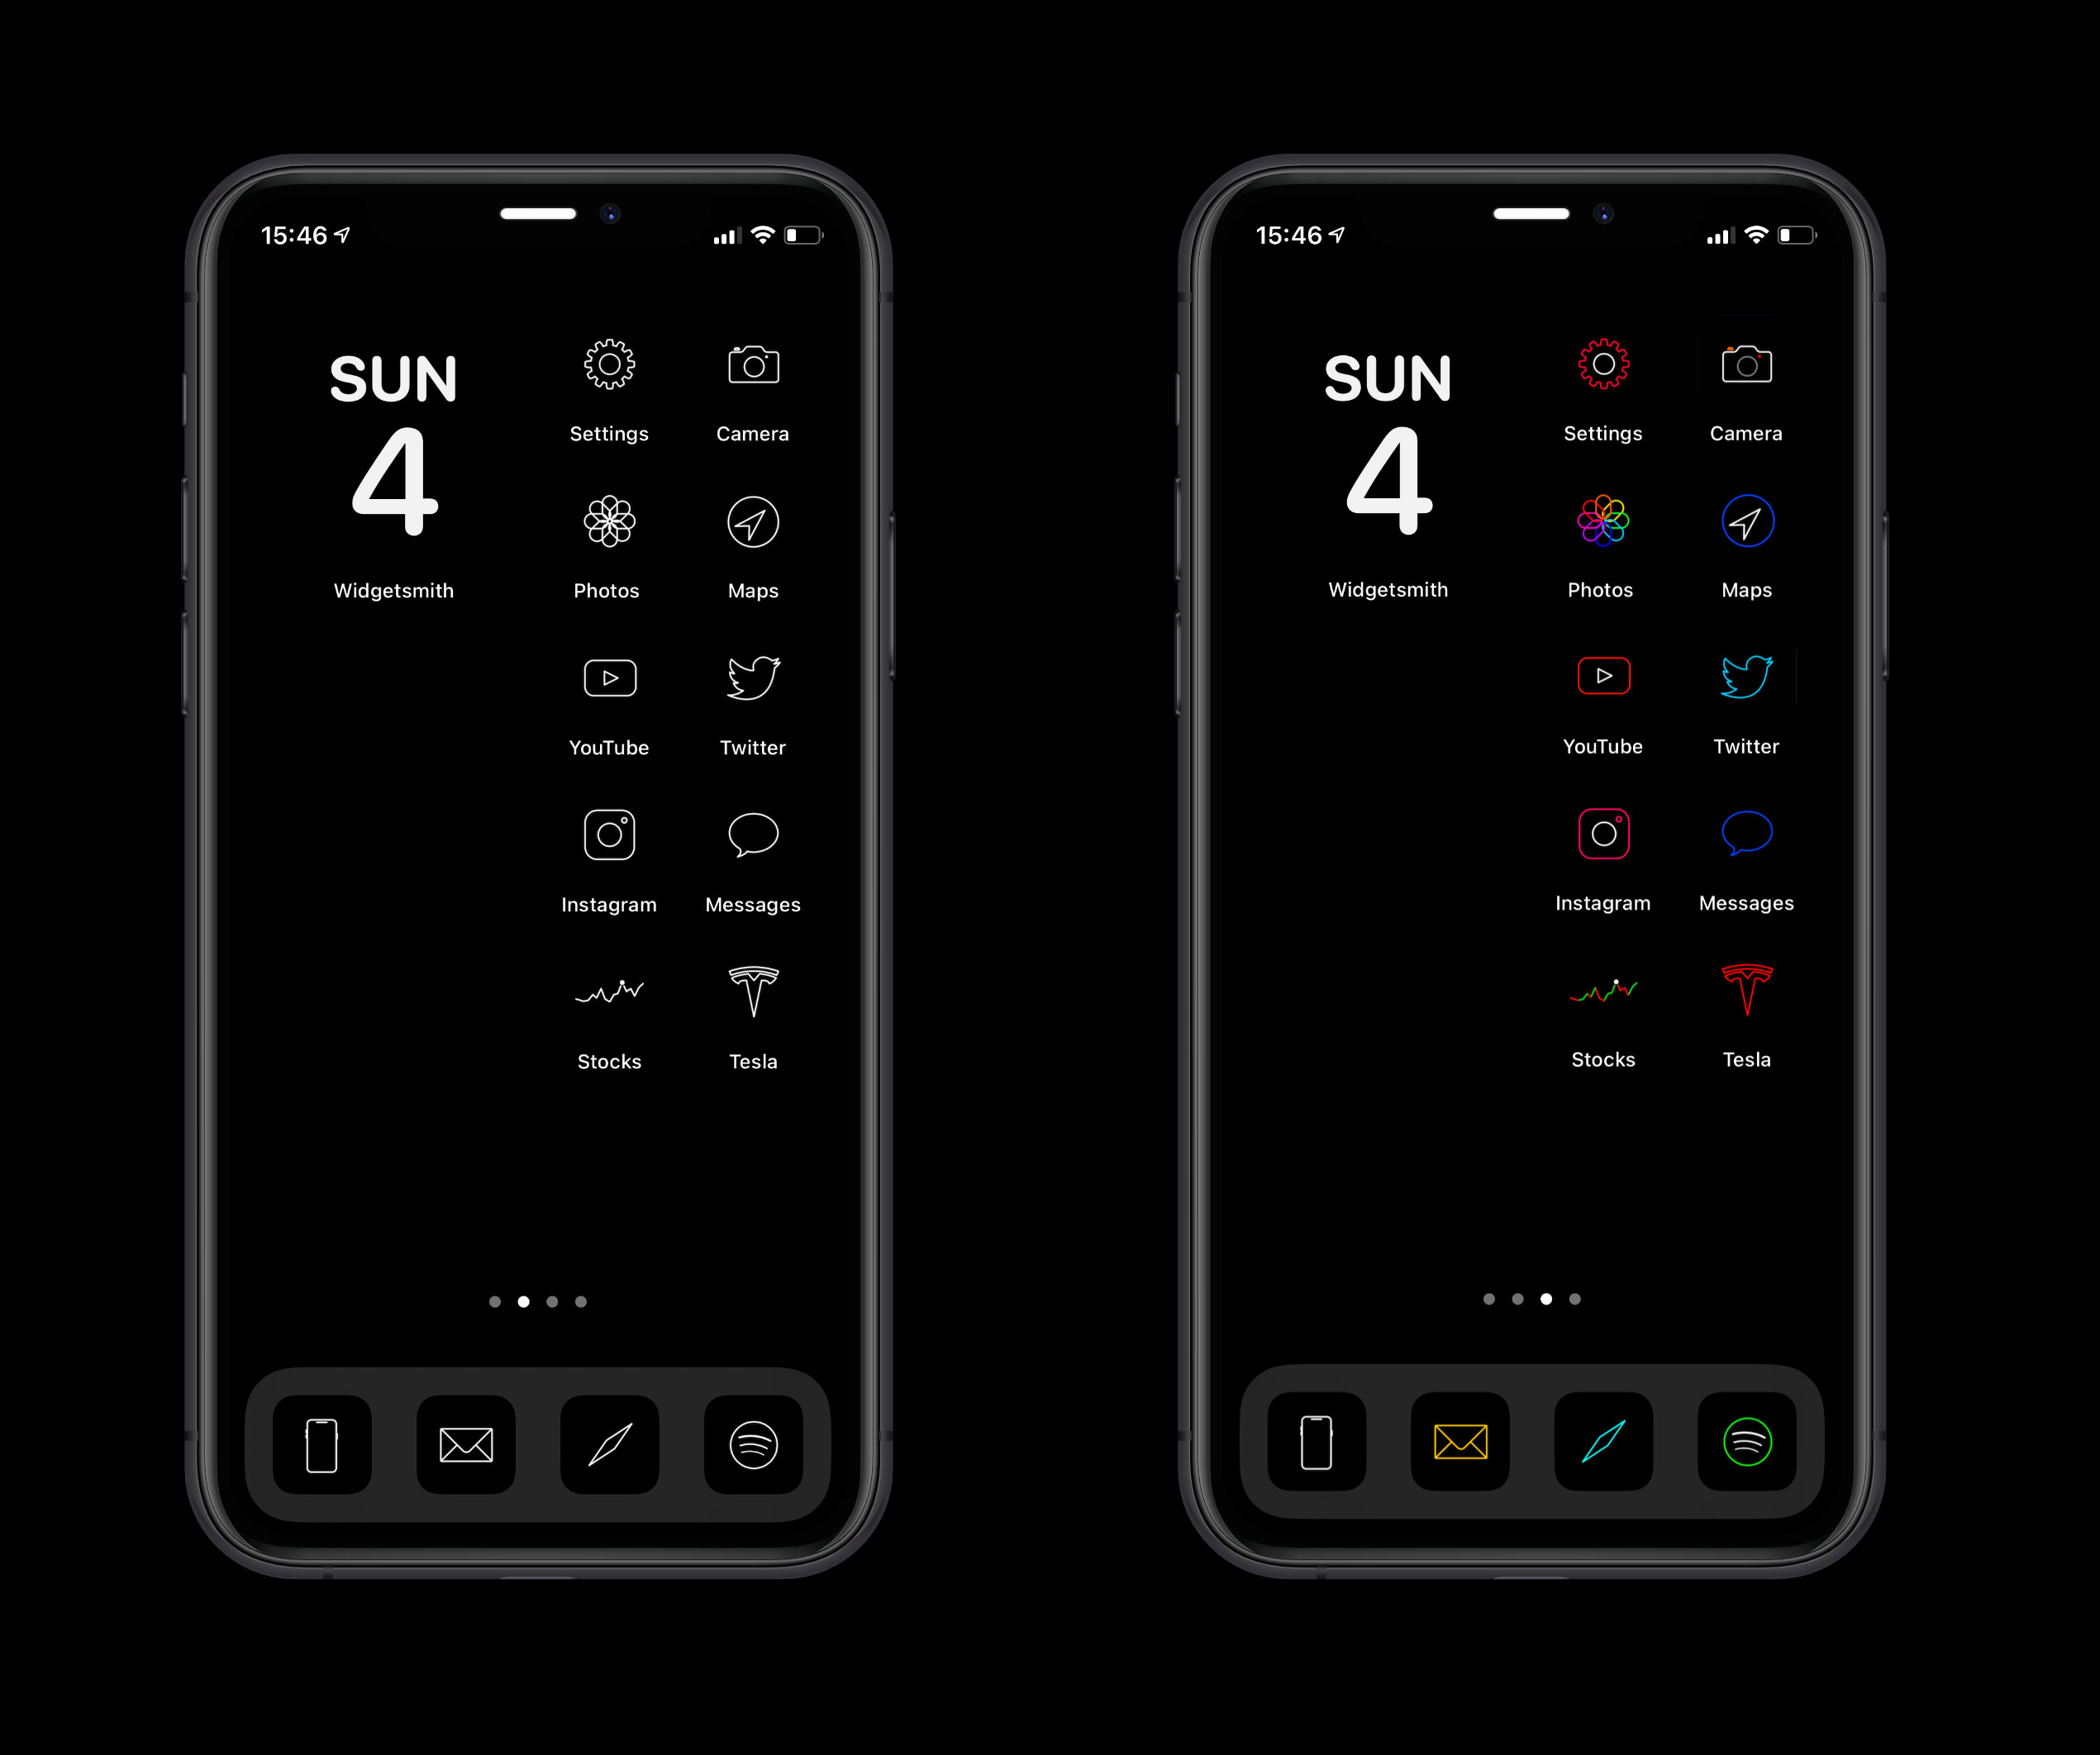 15:46
SUN
4
Widgetsmith
Settings
Camera
Photos
Maps
YouTube
Twitter
Instagram
Messages
Stocks
Tesla
15:46
SUN
4
Widgetsmith
Settings
Camera
Photos
Maps
YouTube
Twitter
Instagram
Messages
Stocks
Tesla